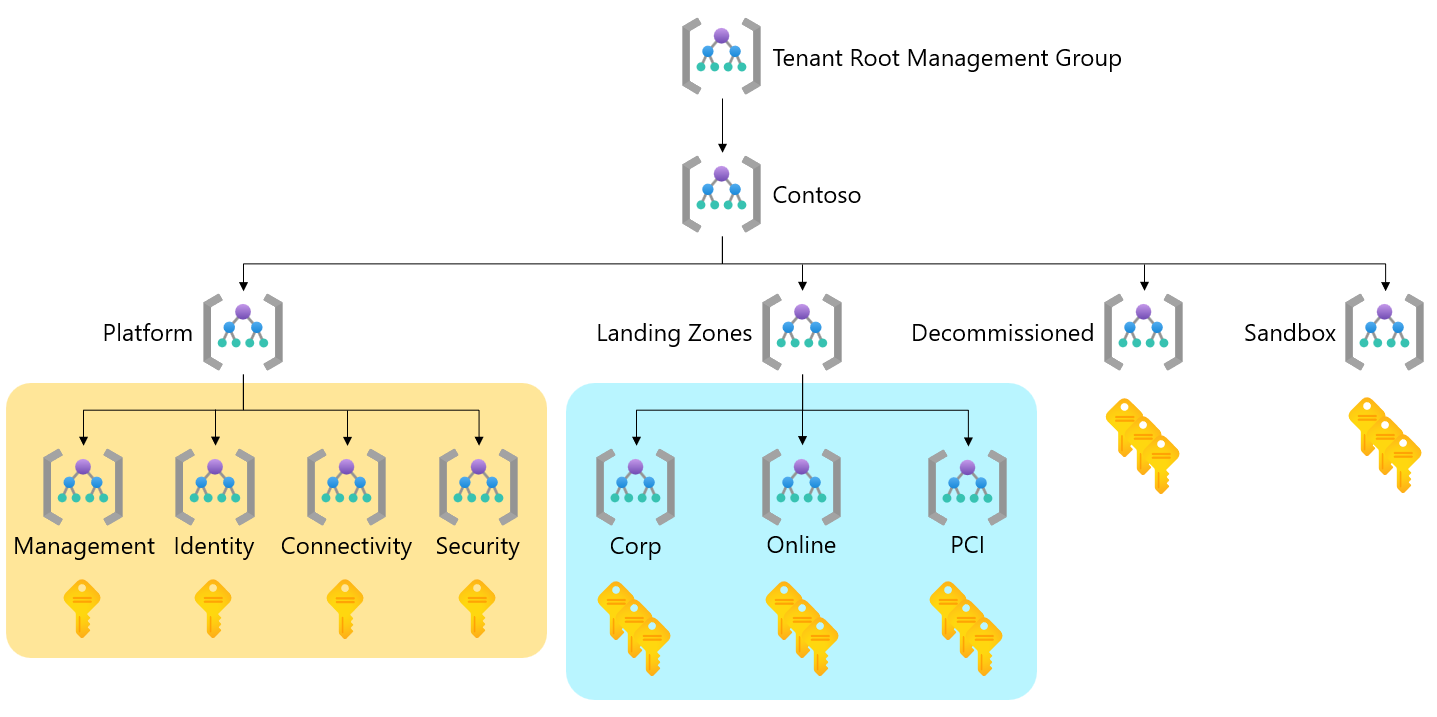 Tenant Root Management Group
Contoso
Platform
Landing Zones
Decommissioned
Sandbox
Management
Identity
Connectivity
Security
Corp
Online
PCI